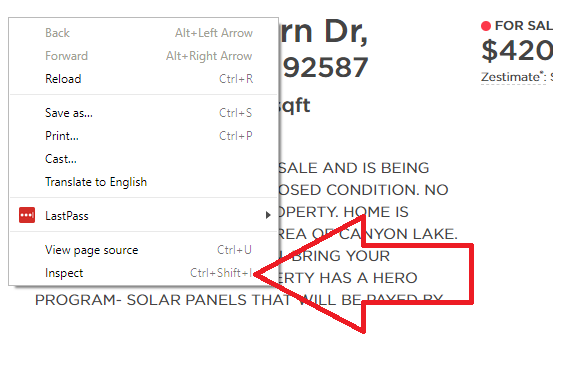 Back Alt+Left Arrow
Forward Alt+Right Arrow
Reload Ctrl+R
Save as... Ctrl+S
Print... Ctrl+P
Cast...
Translate to English
LastPass
View page source Ctrl+U
Inspect Ctrl+Shift+I
rn Dr,
92587
sqft
FOR SAL
$420
Zestimate®:
SALE AND IS BEING
OSED CONDITION. NO
OPERTY. HOME IS
REA OF CANYON LAKE.
BRING YOUR
ERTY HAS A HERO
PROGRAM- SOLAR PANELS THAT WILL BE PAYED BY